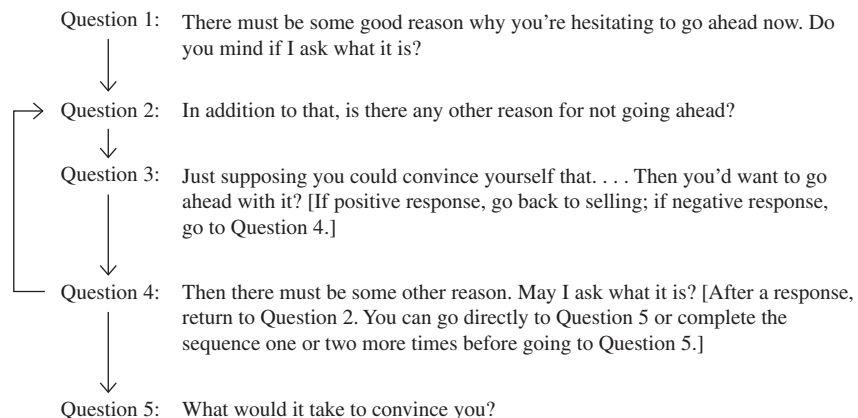 Question 1: There must be some good reason why you're hesitating to go ahead now. Do
you mind if I ask what it is?
Question 2: In addition to that, is there any other reason for not going ahead?
Question 3: Just supposing you could convince yourself that. . . . Then you'd want to go
ahead with it? [If positive response, go back to selling; if negative response,
go to Question 4.]
Question 4: Then there must be some other reason. May I ask what it is? [After a response,
return to Question 2. You can go directly to Question 5 or complete the
sequence one or two more times before going to Question 5.]
Question 5: What would it take to convince you?